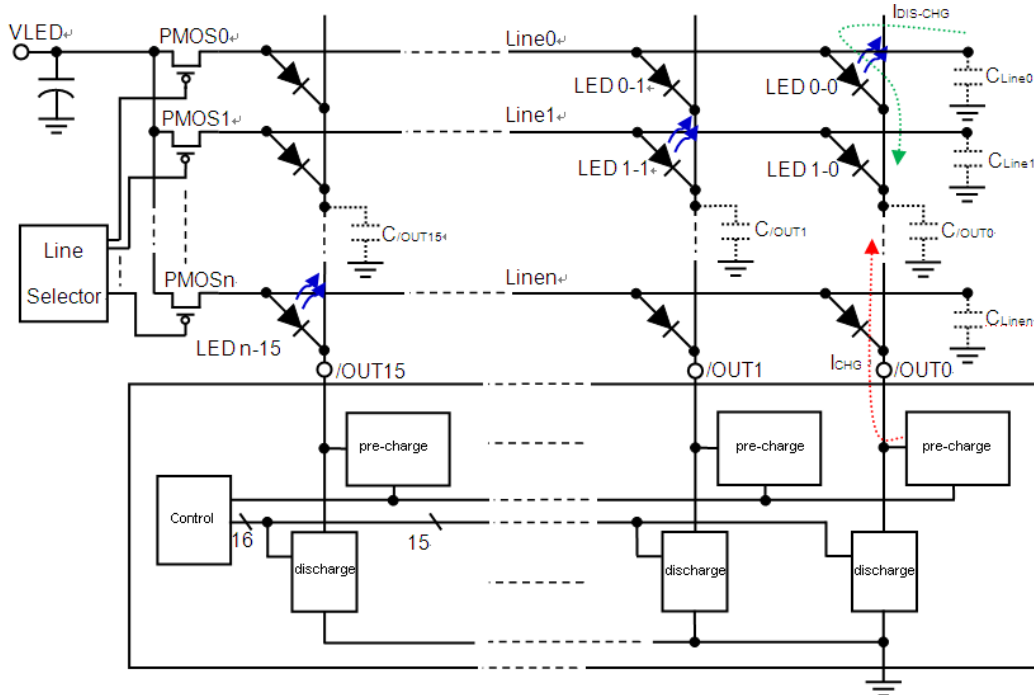 VLED↵
PMOS0
Line0↵
I DIS-CHG
LED 0-1↵
LED 0-0
CLine0
PMOS1
Line1↵
LED 1-1↵
LED 1-0
CLine1
C/OUT15↵
C/OUT1
C/OUT0
Line
Selector
PMOSn
Linen↵
CLinen
LED n-15
/OUT15
/OUT1
ICHG
/OUT0
pre-charge
pre-charge
pre-charge
Control
16
15
discharge
discharge
discharge